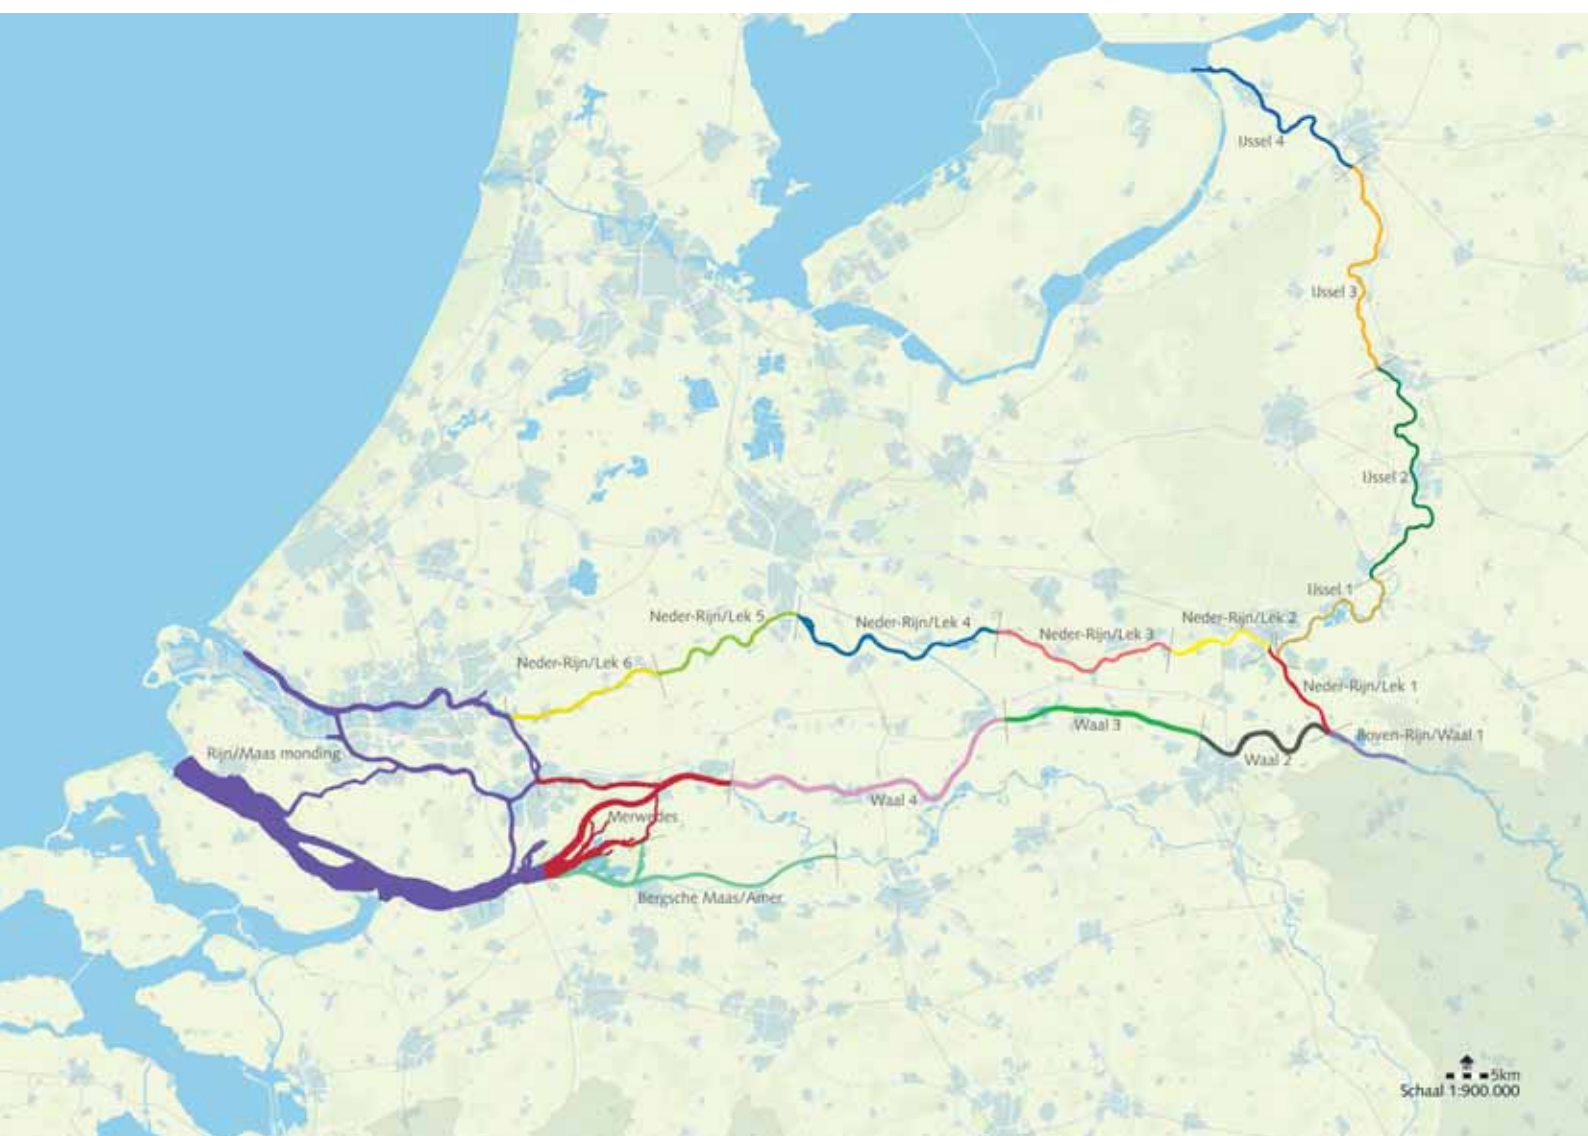 IJssel 4
IJssel 3
IJssel 2
IJssel 1
Neder-Rijn/Lek 5
Neder-Rijn/Lek 4
Neder-Rijn/Lek 3
Neder-Rijn/Lek 2
Neder-Rijn/Lek 6
Neder-Rijn/Lek 1
Rijn/Maas monding
Waal 3
Boven-Rijn/Waal 1
Waal 2
Waal 4
Merwedes
Bergsche Maas/Amer
5km
Schaal 1:900.000